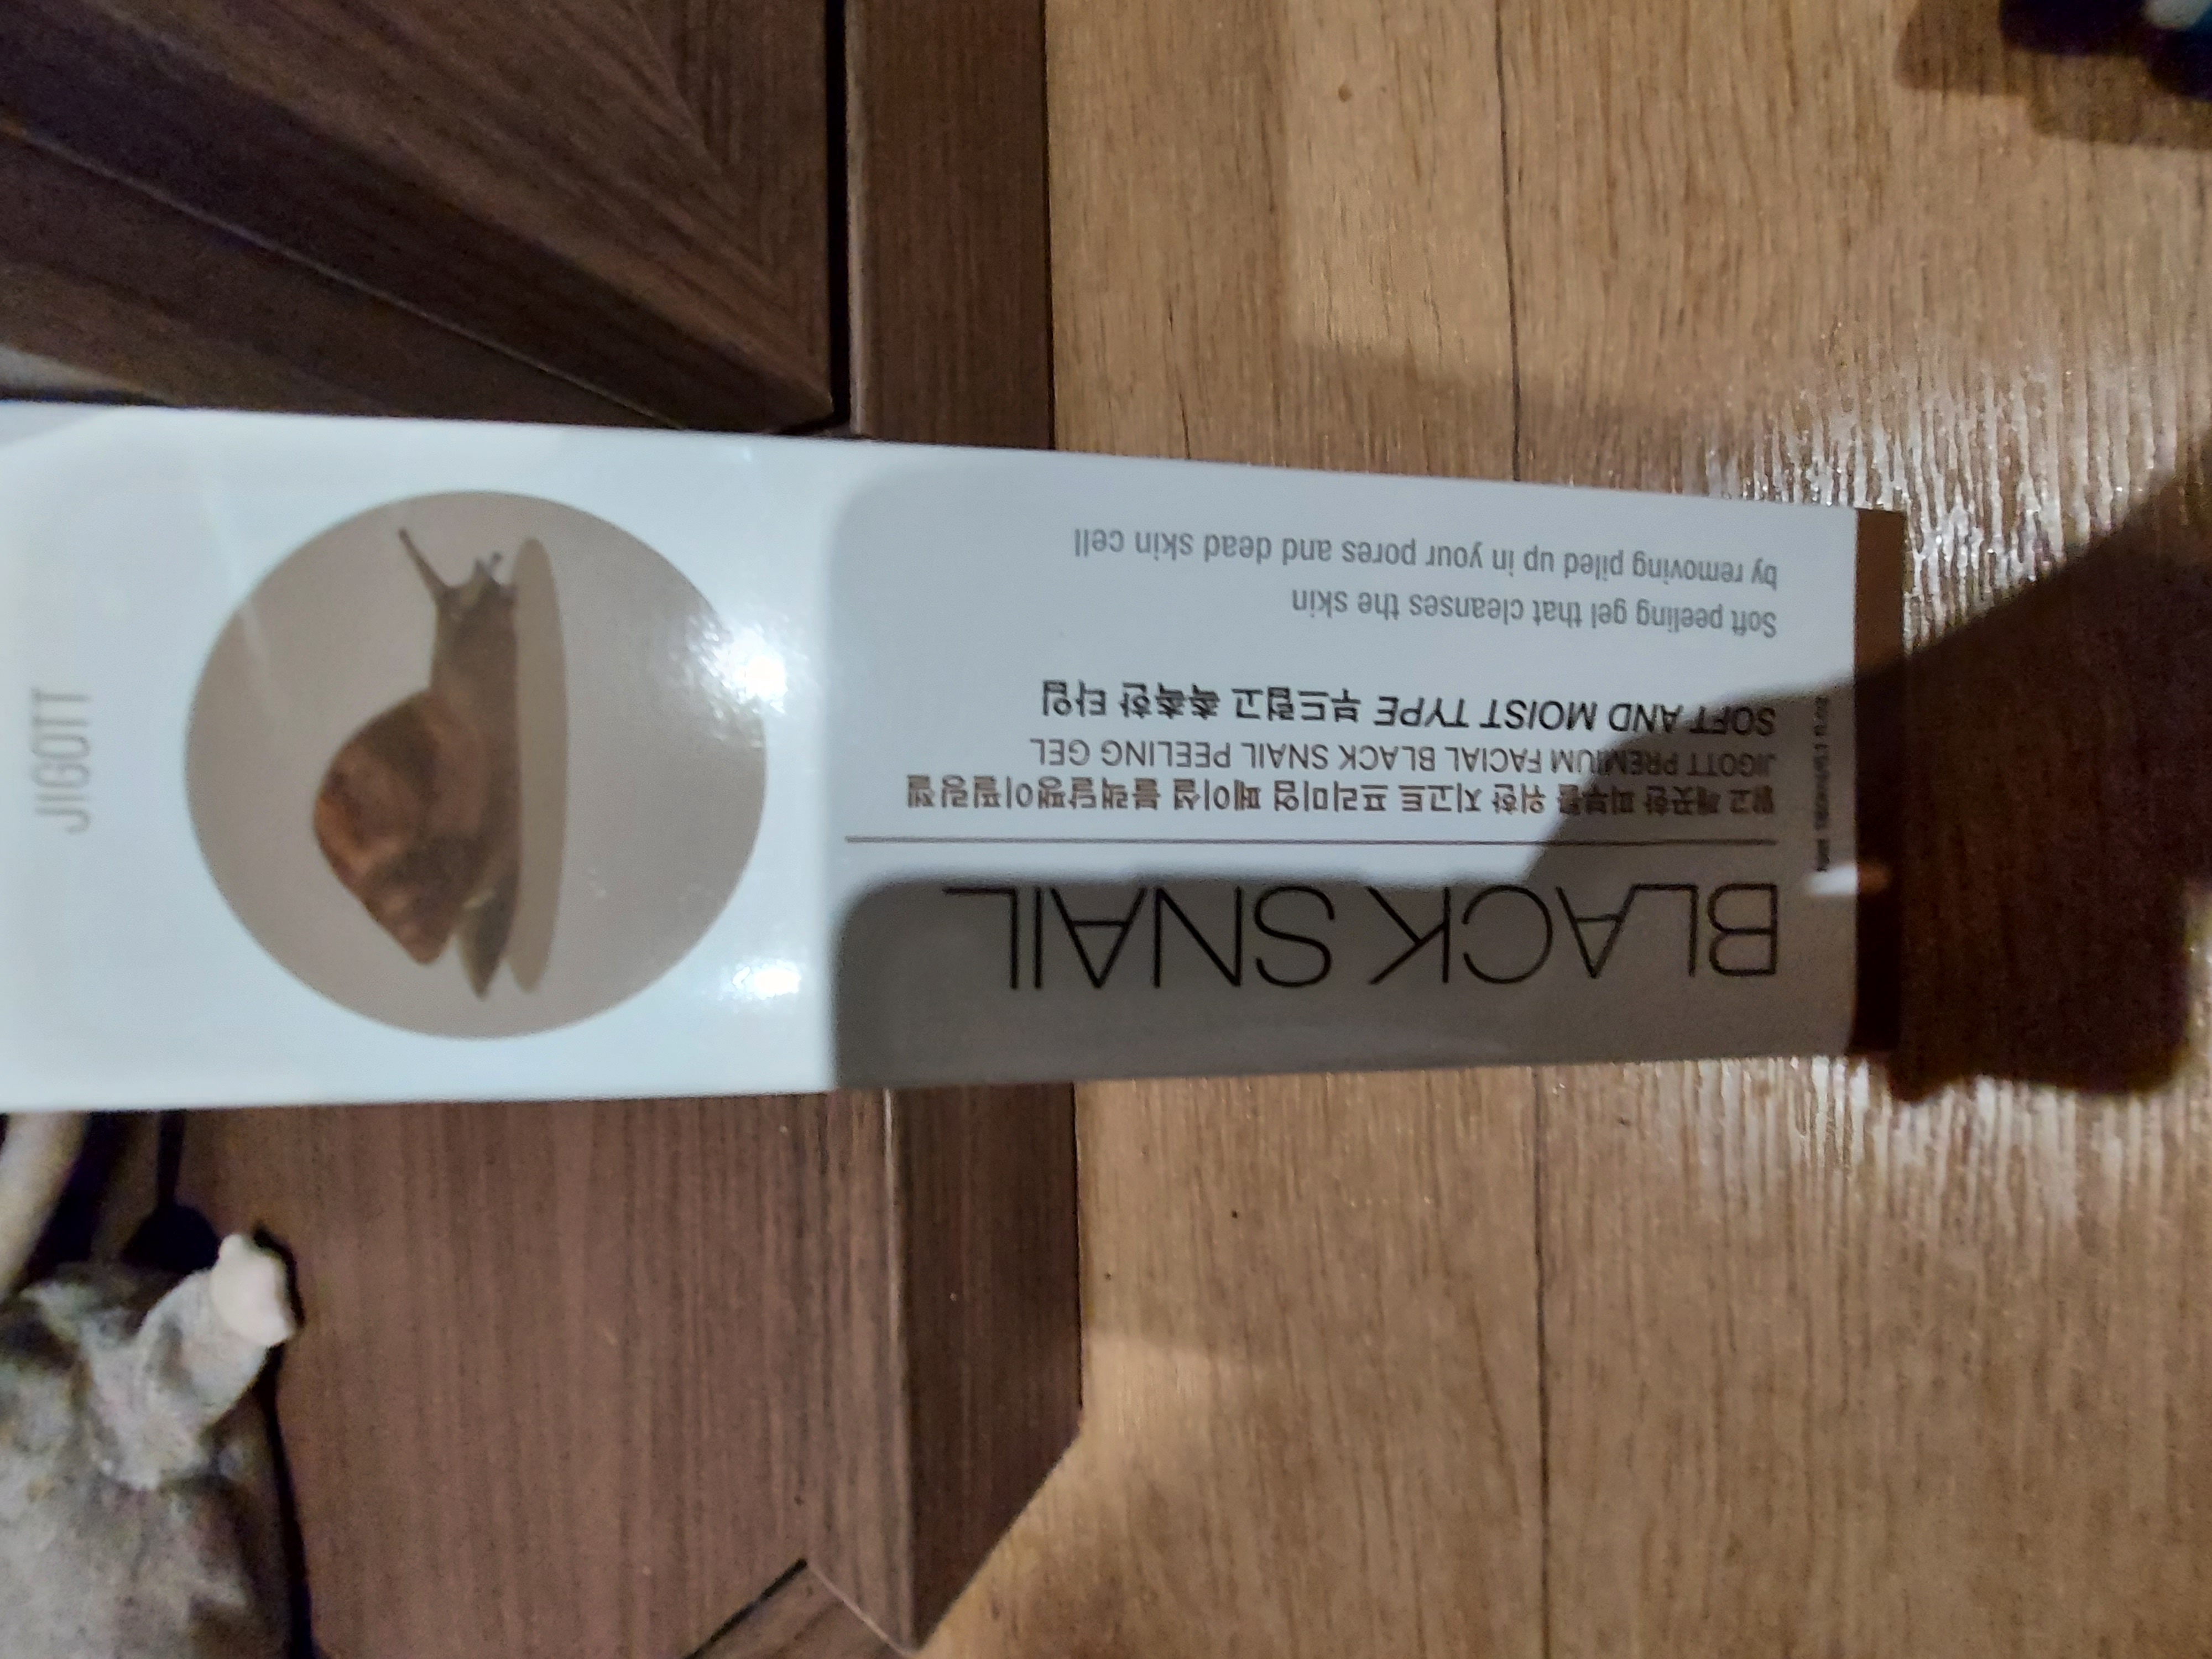 BLACK SNAIL
맑고 깨끗한 피부를 위한 지고트 프리미엄 페이셜 블랙달팽이필링젤
JIGOTT PREMIUM FACIAL BLACK SNAIL PEELING GEL
SOFT AND MOIST TYPE 부드럽고 촉촉한 타입
Soft peeling gel that cleanses the skin
by removing piled up in your pores and dead skin cell
JIGOTT